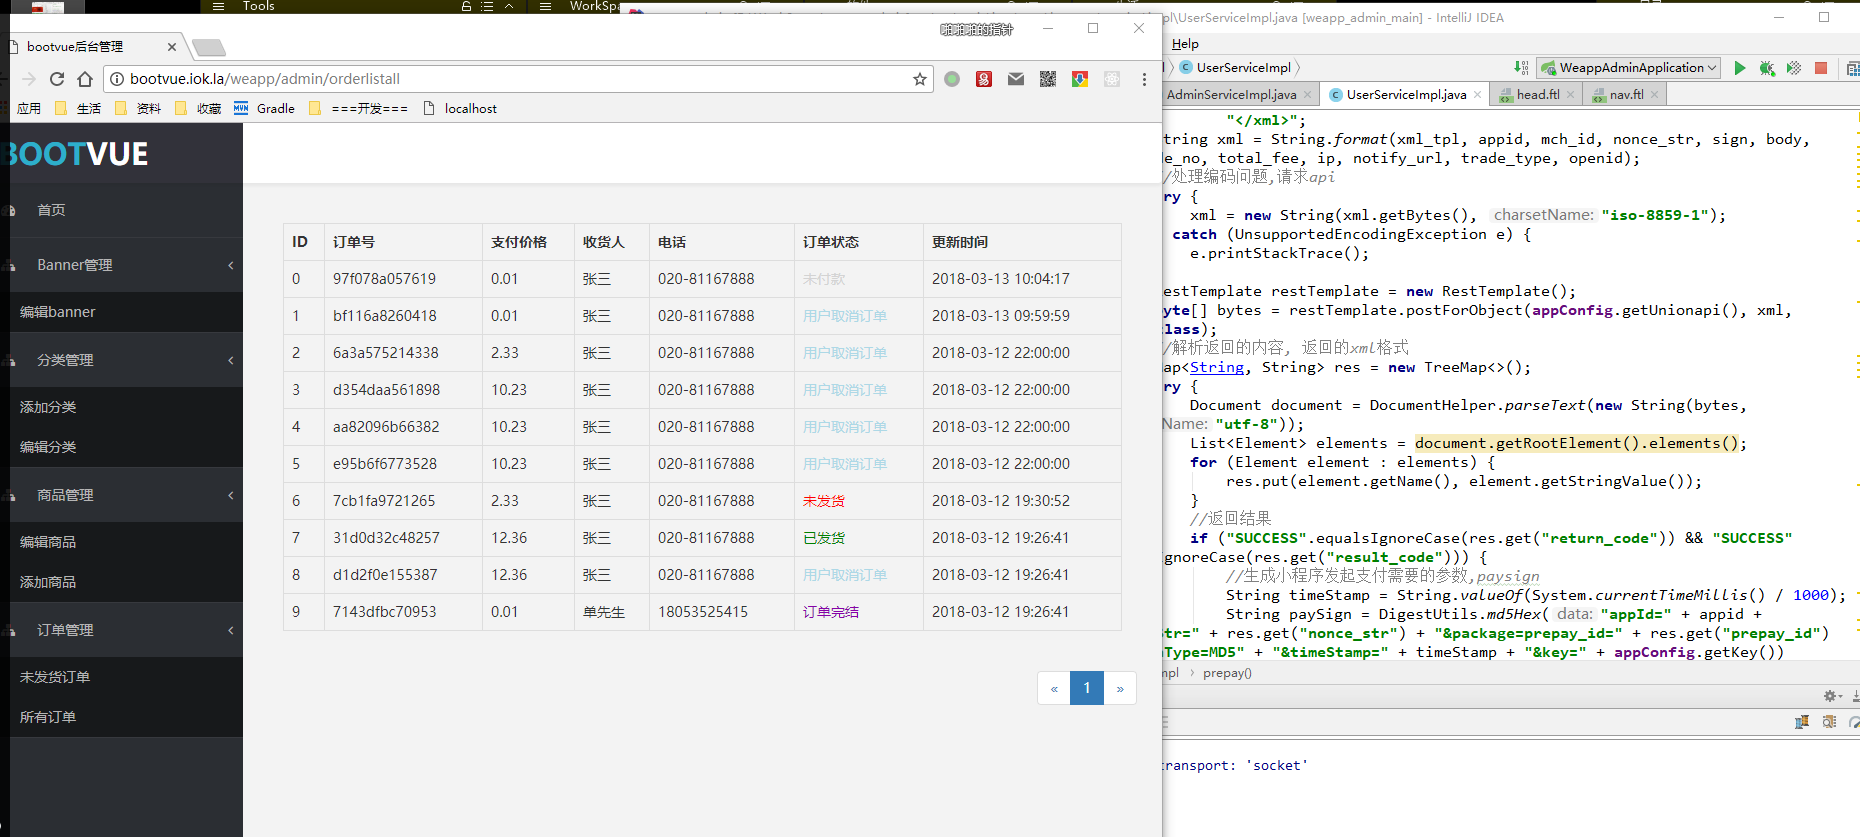 Tools
WorkSpa
啪啪啪的指针
bootvue后台管理
bootvue.iok.la/weapp/admin/orderlistall
应用 生活 资料 收藏 Gradle ===开发=== localhost
BOOTVUE
首页
Banner管理
编辑banner
分类管理
添加分类
编辑分类
商品管理
编辑商品
添加商品
订单管理
未发货订单
所有订单
ID 订单号 支付价格 收货人 电话 订单状态 更新时间
0 97f078a057619 0.01 张三 020-81167888 未付款 2018-03-13 10:04:17
1 bf116a8260418 0.01 张三 020-81167888 用户取消订单 2018-03-13 09:59:59
2 6a3a575214338 2.33 张三 020-81167888 用户取消订单 2018-03-12 22:00:00
3 d354daa561898 10.23 张三 020-81167888 用户取消订单 2018-03-12 22:00:00
4 aa82096b66382 10.23 张三 020-81167888 用户取消订单 2018-03-12 22:00:00
5 e95b6f6773528 10.23 张三 020-81167888 用户取消订单 2018-03-12 22:00:00
6 7cb1fa9721265 2.33 张三 020-81167888 未发货 2018-03-12 19:30:52
7 31d0d32c48257 12.36 张三 020-81167888 已发货 2018-03-12 19:26:41
8 d1d2f0e155387 12.36 张三 020-81167888 用户取消订单 2018-03-12 19:26:41
9 7143dfbc70953 0.01 单先生 18053525415 订单完结 2018-03-12 19:26:41
« 1 »
pl\UserServiceImpl.java [weapp_admin_main] - IntelliJ IDEA
Help
UserServiceImpl
WeappAdminApplication
AdminServiceImpl.java UserServiceImpl.java head.ftl nav.ftl
"</xml>";
tring xml = String.format(xml_tpl, appid, mch_id, nonce_str, sign, body,
le_no, total_fee, ip, notify_url, trade_type, openid);
/处理编码问题,请求api
ry {
xml = new String(xml.getBytes(), charsetName: "iso-8859-1");
catch (UnsupportedEncodingException e) {
e.printStackTrace();
estTemplate restTemplate = new RestTemplate();
yte[] bytes = restTemplate.postForObject(appConfig.getUnionapi(), xml,
lass);
/解析返回的内容, 返回的xml格式
ap<String, String> res = new TreeMap<>();
ry {
Document document = DocumentHelper.parseText(new String(bytes,
Name: "utf-8"));
List<Element> elements = document.getRootElement().elements();
for (Element element : elements) {
res.put(element.getName(), element.getStringValue());
}
//返回结果
if ("SUCCESS".equalsIgnoreCase(res.get("return_code")) && "SUCCESS"
gnoreCase(res.get("result_code"))) {
//生成小程序发起支付需要的参数,paysign
String timeStamp = String.valueOf(System.currentTimeMillis() / 1000);
String paySign = DigestUtils.md5Hex( data: "appId=" + appid +
Str=" + res.get("nonce_str") + "&package=prepay_id=" + res.get("prepay_id")
nType=MD5" + "&timeStamp=" + timeStamp + "&key=" + appConfig.getKey())
mpl › prepay()
transport: 'socket'